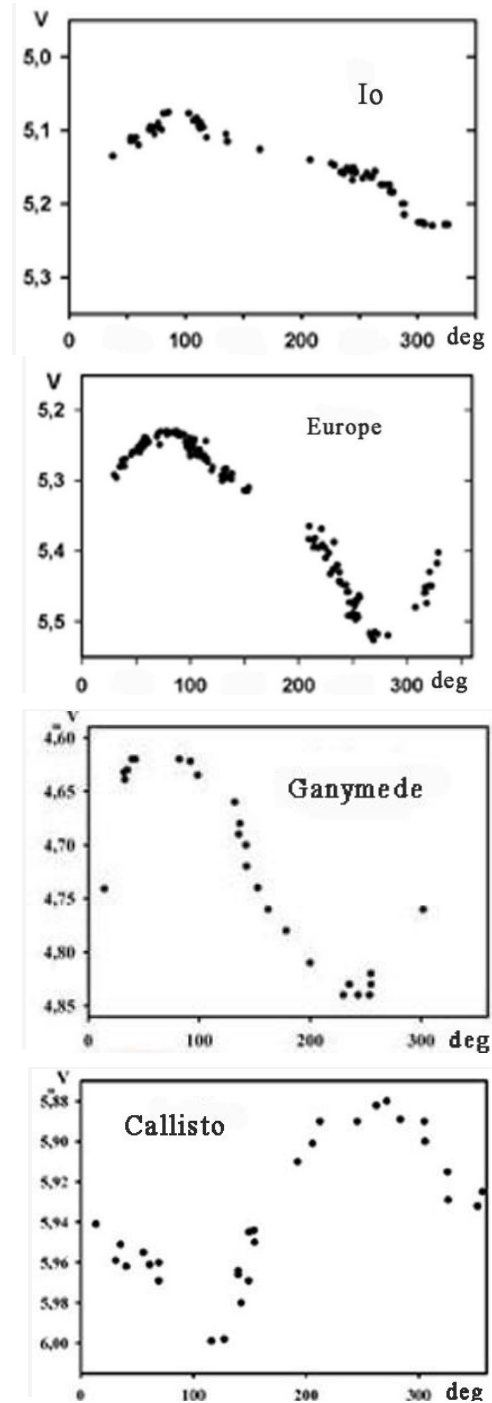 V
5,0
Io
5,1
5,2
5,3
0 100 200 300 deg
V
5,2
Europe
5,3
5,4
5,5
0 100 200 300 deg
m V
4,60
Ganymede
4,65
4,70
4,75
4,80
4,85
0 100 200 300 deg
m V
5,88
Callisto
5,90
5,92
5,94
5,96
5,98
6,00
0 100 200 300 deg